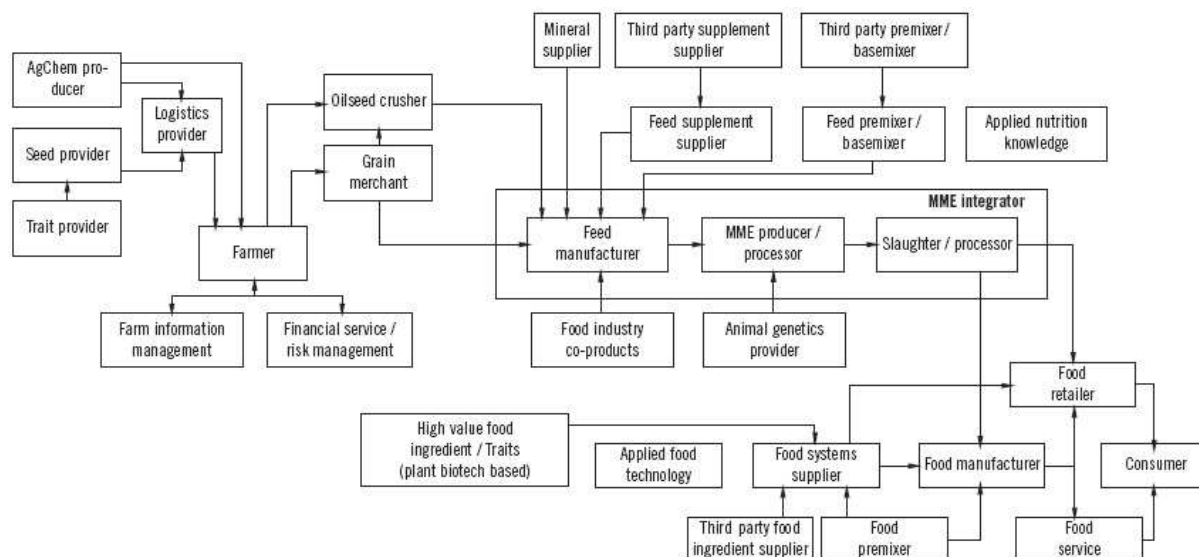 Mineral
supplier
Third party supplement
supplier
Third party premixer/
basemixer
AgChem pro-
ducer
Logistics
provider
Oilseed crusher
Seed provider
Feed supplement
supplier
Feed premixer /
basemixer
Applied nutrition
knowledge
Grain
merchant
Trait provider
MME integrator
Farmer
Feed
manufacturer
MME producer /
processor
Slaughter / processor
Farm information
management
Financial service /
risk management
Food industry
co-products
Animal genetics
provider
Food
retailer
High value food
ingredient / Traits
(plant biotech based)
Applied food
technology
Food systems
supplier
Food manufacturer
Consumer
Third party food
ingredient supplier
Food
premixer
Food
service